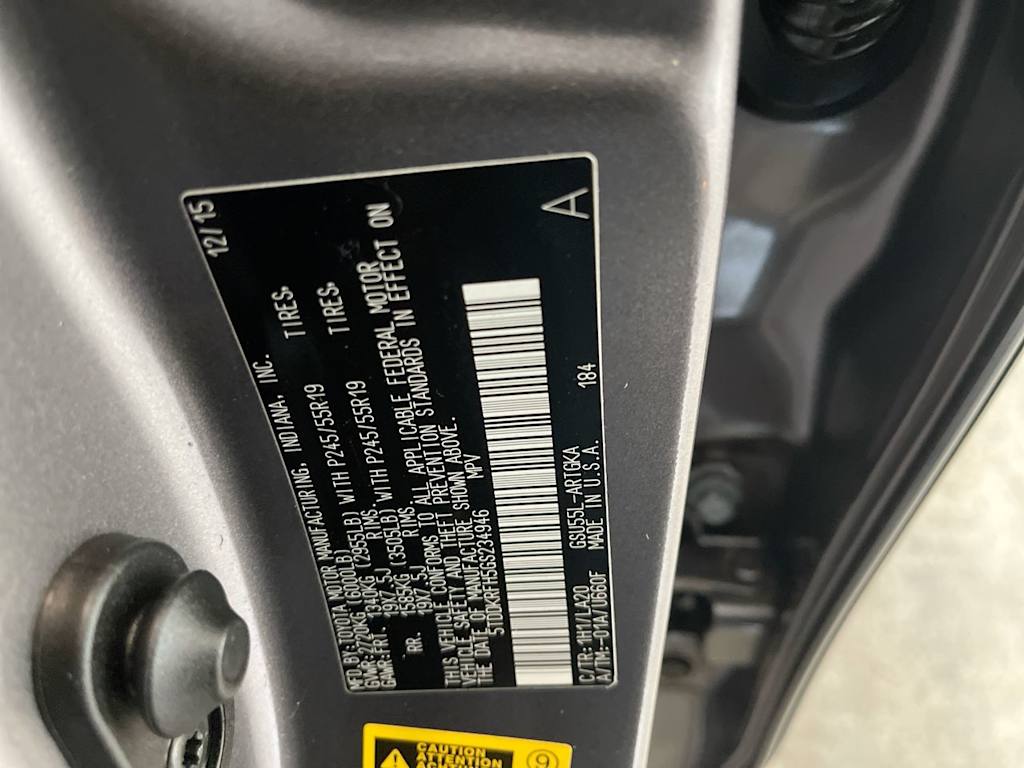 MFD. BY: TOYOTA MOTOR MANUFACTURING, INDIANA, INC. 12/15
GVWR: 2720KG (6000LB)
GAWR: FRT. 1340KG (2955LB) WITH P245/55R19 TIRES,
19X7.5J RIMS.
RR. 1585KG (3505LB) WITH P245/55R19 TIRES,
19X7.5J RIMS.
THIS VEHICLE CONFORMS TO ALL APPLICABLE FEDERAL MOTOR
VEHICLE SAFETY AND THEFT PREVENTION STANDARDS IN EFFECT ON
THE DATE OF MANUFACTURE SHOWN ABOVE.
5TDDKRFH5GS234946 MPV
A
C/TR: 1H1/LA20 GSU55L-ARTGKA 184
A/TM: -01A/U660F MADE IN U.S.A.
CAUTION
ATTENTION
ACHTUNG
9